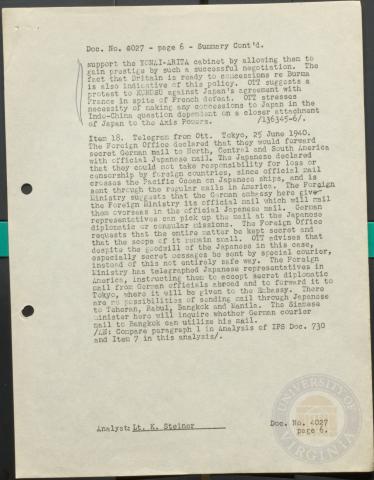 Doc. No. 4027 - page 6 - Summary Cont'd.
support the YONAI-ARITA cabinet by allowing them to
gain prestige by such a successful negotiation. The
fact that Britain is ready to concessions re Burma
is also indicative of this policy. OTT suggests a
protest to against Japan's agreement with
France in spite of French defeat. OTT stresses
necessity of making any concessions to Japan in the
Indo-China question dependent on a closer attachment
of Japan to the Axis Powers. /136345-6/.
Item 18. Telegram from Ott. Tokyo, 25 June 1940.
The Foreign Office declared that they would forward
secret German mail to North, Central and South America
with official Japanese mail. The Japanese declared
that they could not take responsibility for loss or
censorship by foreign countries, since official mail
crosses the Pacific Ocean on Japanese ships, and is
sent through the regular mails in America. The Foreign
Ministry suggests that the German embassy here give
the Foreign Ministry its official mail which will mail
them overseas in the official Japanese mail. German
representatives can pick up the mail at the Japanese
diplomatic or consular missions. The Foreign Office
requests that the entire matter be kept secret and
that the scope of it remain small. OTT advises that
despite the goodwill of the Japanese in this case,
especially secret messages be sent by special courier,
instead of this not entirely safe way. The Foreign
Ministry has telegraphed Japanese representatives in
America, instructing them to accept secret diplomatic
mail from German officials abroad and to forward it to
Tokyo, where it will be given to the Embassy. There
are no possibilities of sending mail through Japanese
to Teheran, Kabul, Bangkok and Manila. The Siamese
minister here will inquire whether German courier
mail to Bangkok can utilize his mail.
/AN: Compare paragraph 1 in Analysis of IPS Doc. 730
and Item 7 in this analysis/.
Analyst: Lt. K. Steiner
Doc. No. 4027
page 6.
UNIVERSITY OF VIRGINIA